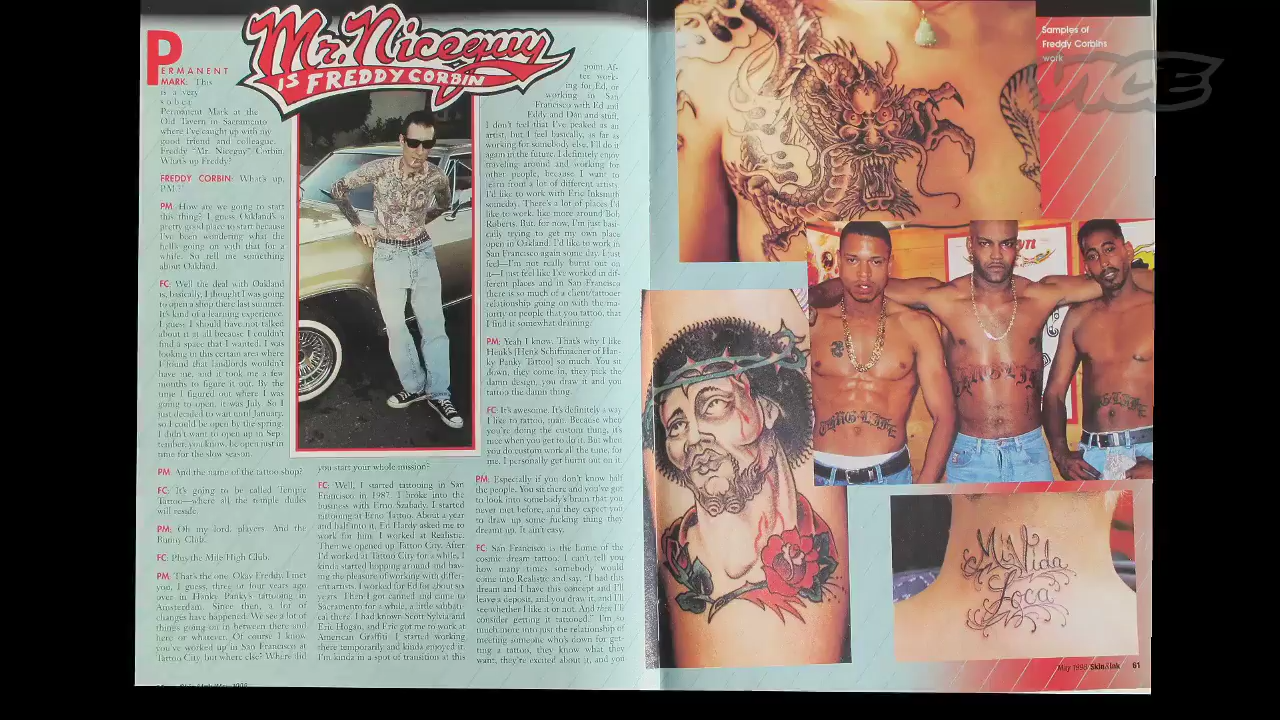 Mr. Niceguy
IS FREDDY CORBIN
PERMANENT
MARK: This
is a very
sober
Permanent Mark at the
Old Tavern in Sacramento
where I've caught up with my
good friend and colleague,
Freddy "Mr. Niceguy" Corbin.
What's up Freddy?
FREDDY CORBIN: What's up,
P.M.?
PM: How are we going to start
this thing? I guess Oakland's a
pretty good place to start because
I've been wondering what the
hell's going on with that for a
while. So tell me something
about Oakland.
FC: Well the deal with Oakland
is, basically, I thought I was going
to open a shop there last summer.
It's kind of a learning experience.
I guess I should have not talked
about it at all because I couldn't
find a space that I wanted. I was
looking in this certain area where
I found that landlords wouldn't
have me, and it took me a few
months to figure it out. By the
time I figured out where I was
going to open, it was July. So I
just decided to wait until January,
so I could be open by the spring.
I didn't want to open up in Sep-
tember, you know, be open just in
time for the slow season.
PM: And the name of the tattoo shop?
FC: It's going to be called Temple
Tattoo—where all the temple dudes
will reside.
PM: Oh my lord, players. And the
Bunny Club.
FC: Plus the Mile High Club.
PM: That's the one. Okay Freddy, I met
you, I guess, three or four years ago
over in Hanky Panky's tattooing in
Amsterdam. Since then, a lot of
changes have happened. We see a lot of
things going on in between there and
here or whatever. Of course I know
you've worked up in San Francisco at
Tattoo City but where else? Where did
you start your whole mission?
FC: Well, I started tattooing in San
Francisco in 1987. I broke into the
business with Erno Szabady. I started
tattooing at Erno Tattoo. About a year
and half into it, Ed Hardy asked me to
work for him. I worked at Realistic.
Then we opened up Tattoo City. After
I'd worked at Tattoo City for a while, I
kinda started hopping around and hav-
ing the pleasure of working with differ-
ent artists. I worked for Ed for about six
years. Then I got canned and came to
Sacramento for a while, a little sabbati-
cal there. I had known Scott Sylvia and
Eric Hogan, and Eric got me to work at
American Graffiti. I started working
there temporarily and kinda enjoyed it.
I'm kinda in a spot of transition at this
point. Af-
ter work-
ing for Ed, or
working in San
Francisco with Ed and
Eddy and Dan and stuff,
I don't feel that I've peaked as an
artist, but I feel basically, as far as
working for somebody else, I'll do it
again in the future. I definitely enjoy
traveling around and working for
other people, because I want to
learn from a lot of different artists.
I'd like to work with Eric Inksmith
someday. There's a lot of places I'd
like to work, like more around Bob
Roberts. But, for now, I'm just basi-
cally trying to get my own place
open in Oakland. I'd like to work in
San Francisco again some day. I just
feel—I'm not really burnt out on
it—I just feel like I've worked in dif-
ferent places and in San Francisco
there is so much of a client/tattooer
relationship going on with the ma-
jority of people that you tattoo, that
I find it somewhat draining.
PM: Yeah I know. That's why I like
Henk's (Henk Schiffmacher of Han-
ky Panky Tattoo) so much. You sit
down, they come in, they pick the
damn design, you draw it and you
tattoo the damn thing.
FC: It's awesome. It's definitely a way
I like to tattoo, man. Because when
you're doing the custom thing, it's
nice when you get to do it. But when
you do custom work all the time, for
me, I personally get burnt out on it.
PM: Especially if you don't know half
the people. You sit there and you've got
to look into somebody's brain that you
never met before, and they expect you
to draw up some fucking thing they
dreamt up. It ain't easy.
FC: San Francisco is the home of the
cosmic dream tattoo. I can't tell you
how many times somebody would
come into Realistic and say, "I had this
dream and I have this concept and I'll
leave a deposit, and you draw it, and I'll
see whether I like it or not. And then I'll
consider getting it tattooed." I'm so
much more into just the relationship of
meeting someone who's down for get-
ting a tattoo, they know what they
want, they're excited about it, and you
Samples of
Freddy Corbins
work
VICE
THUG-LIFE
THUG LIFE
THUG-LIFE
Mi Vida
Loca
May 1996 Skin&Ink 61